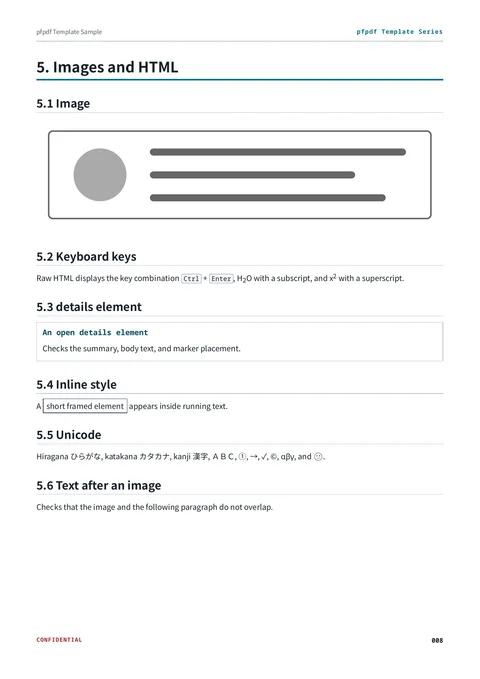 pfpdf Template Sample
pfpdf Template Series
5. Images and HTML
5.1 Image
5.2 Keyboard keys
Raw HTML displays the key combination Ctrl + Enter, H₂O with a subscript, and x² with a superscript.
5.3 details element
An open details element
Checks the summary, body text, and marker placement.
5.4 Inline style
A short framed element appears inside running text.
5.5 Unicode
Hiragana ひらがな, katakana カタカナ, kanji 漢字, ＡＢＣ, ①, →, ✓, ©, αβγ, and 🙂.
5.6 Text after an image
Checks that the image and the following paragraph do not overlap.
CONFIDENTIAL
008